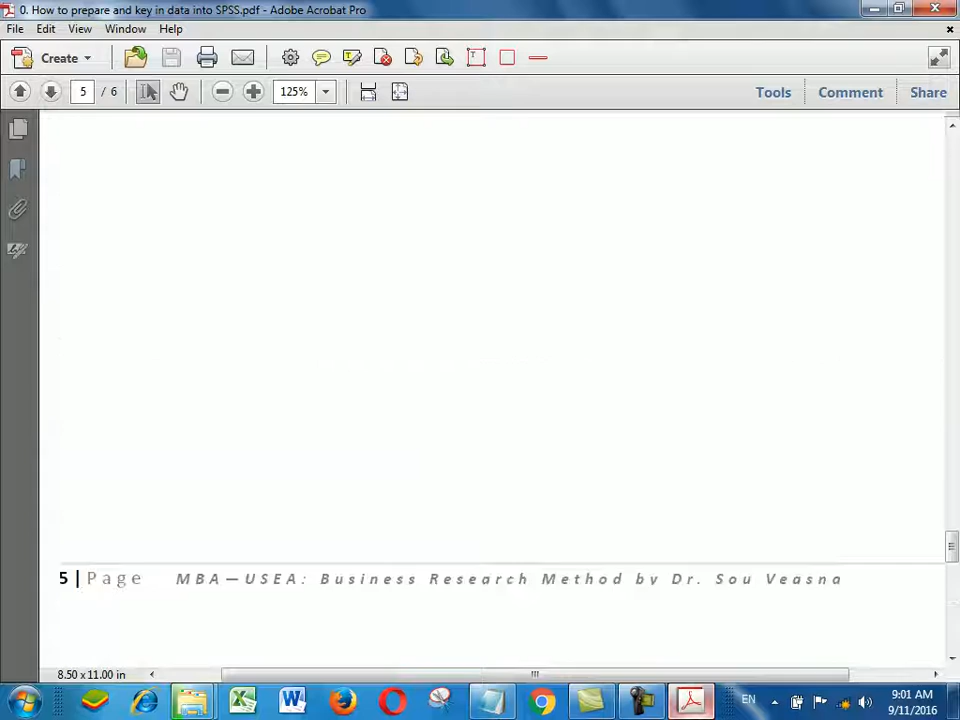 0. How to prepare and key in data into SPSS.pdf - Adobe Acrobat Pro
File Edit View Window Help
Create
5 / 6 125% Tools Comment Share
5 | Page MBA—USEA: Business Research Method by Dr. Sou Veasna
8.50 x 11.00 in
EN 9:01 AM
9/11/2016